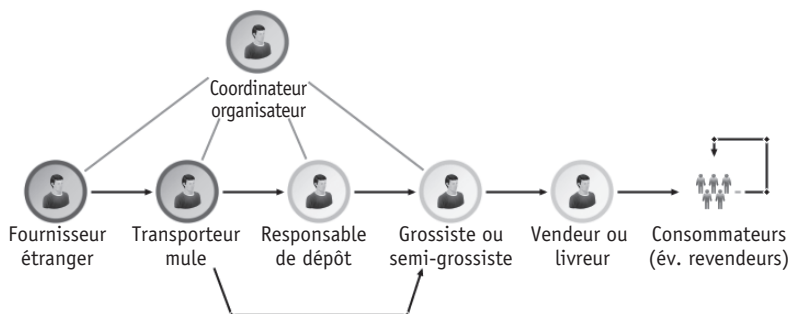 Coordinateur
organisateur
Fournisseur
étranger
Transporteur
mule
Responsable
de dépôt
Grossiste ou
semi-grossiste
Vendeur ou
livreur
Consommateurs
(év. revendeurs)